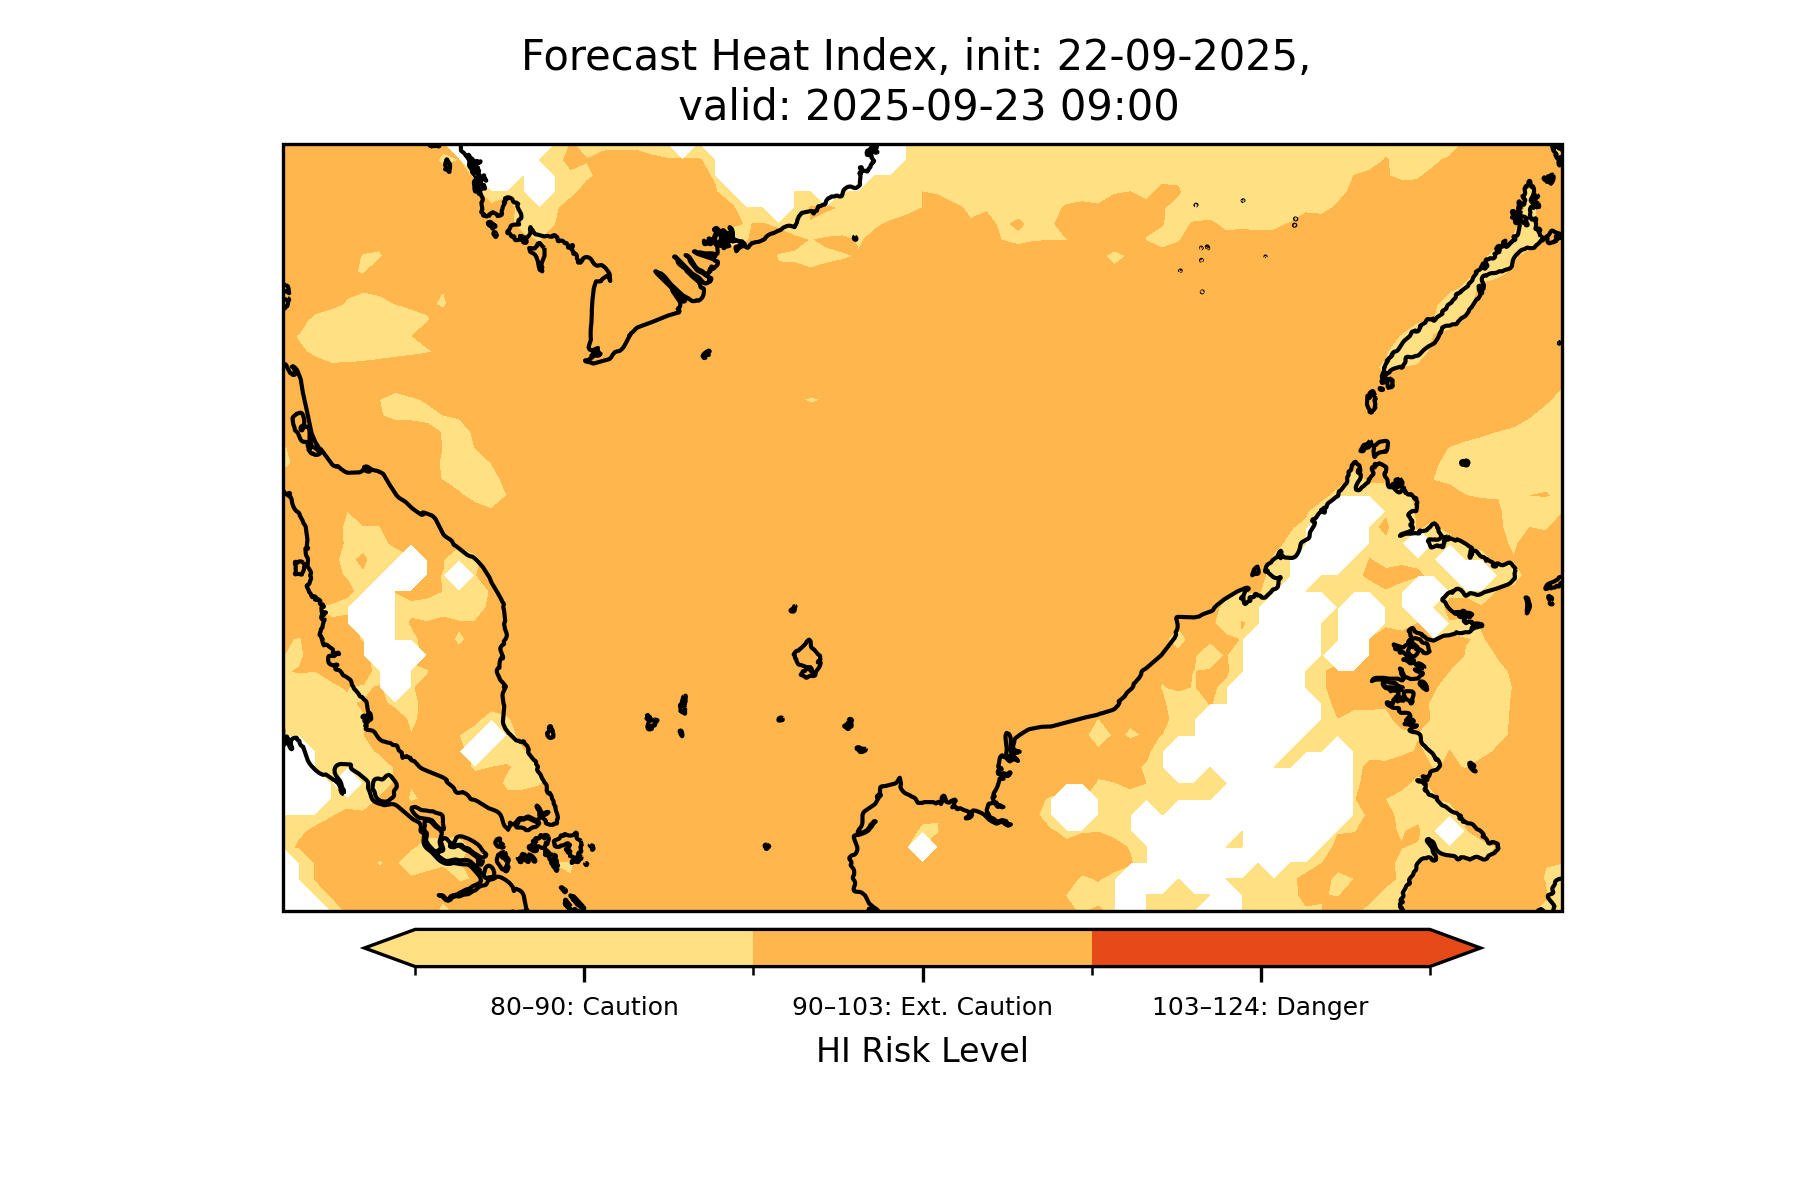 Forecast Heat Index, init: 22-09-2025,
valid: 2025-09-23 09:00
80–90: Caution
90–103: Ext. Caution
103–124: Danger
HI Risk Level